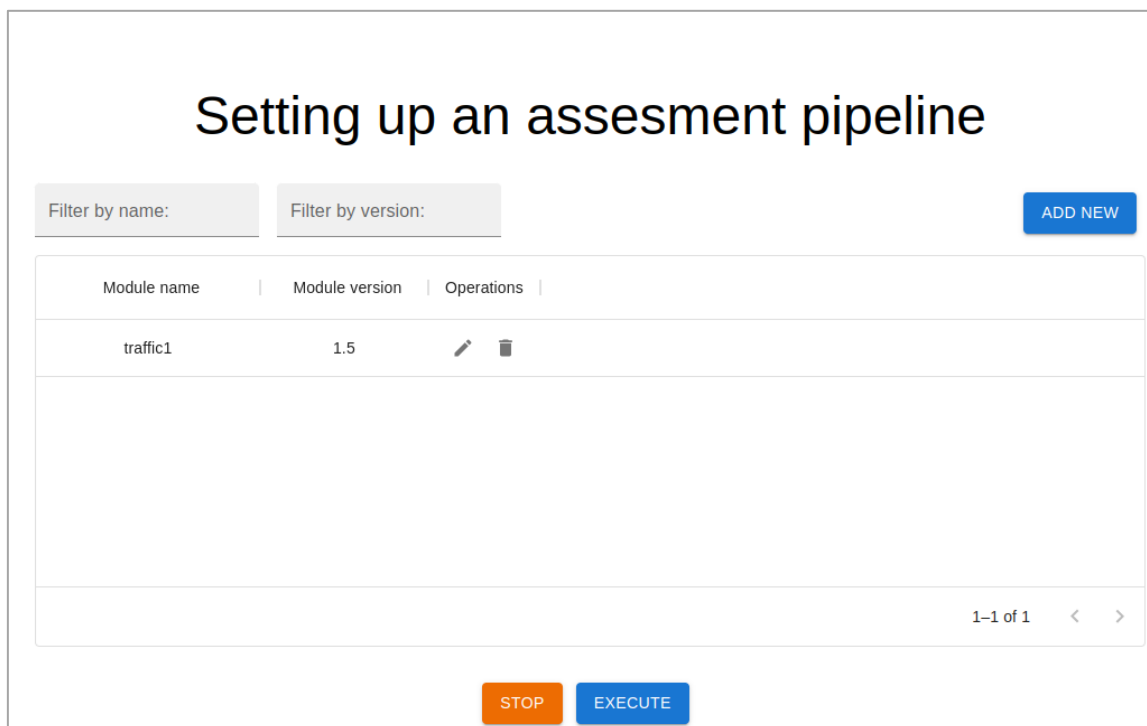 Setting up an assesment pipeline
Filter by name: Filter by version: ADD NEW
Module name Module version Operations
traffic1 1.5
1–1 of 1
STOP EXECUTE